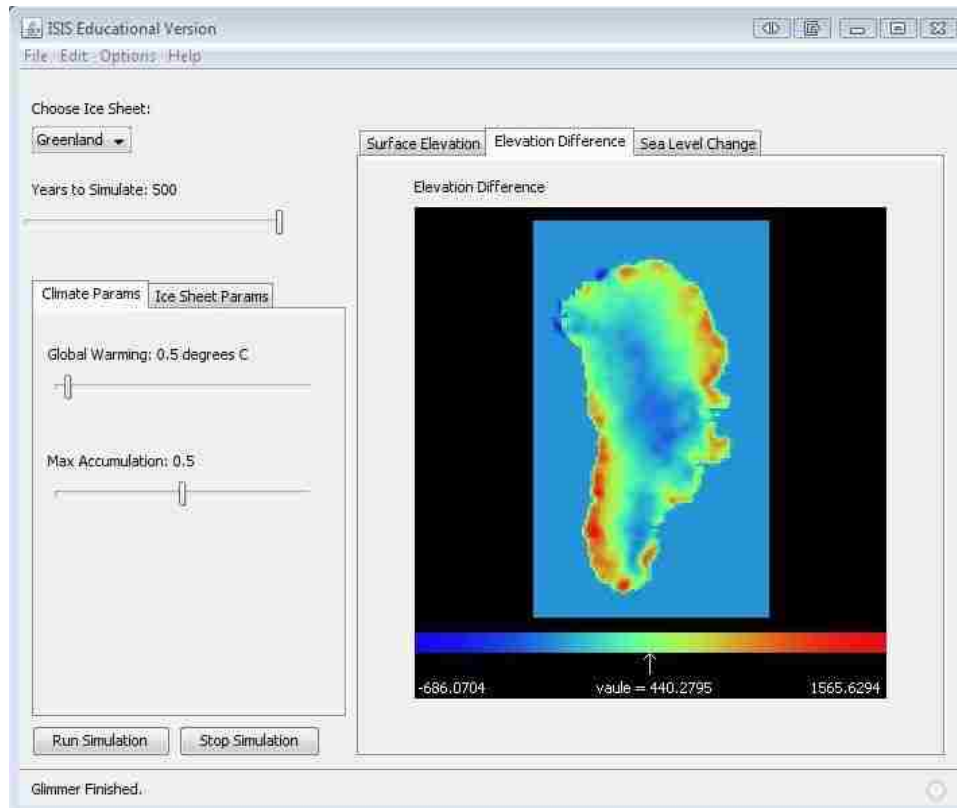 ISIS Educational Version
File Edit Options Help
Choose Ice Sheet:
Greenland
Years to Simulate: 500
Climate Params Ice Sheet Params
Global Warming: 0.5 degrees C
Max Accumulation: 0.5
Run Simulation Stop Simulation
Surface Elevation Elevation Difference Sea Level Change
Elevation Difference
-686.0704 vaule = 440.2795 1565.6294
Glimmer Finished.